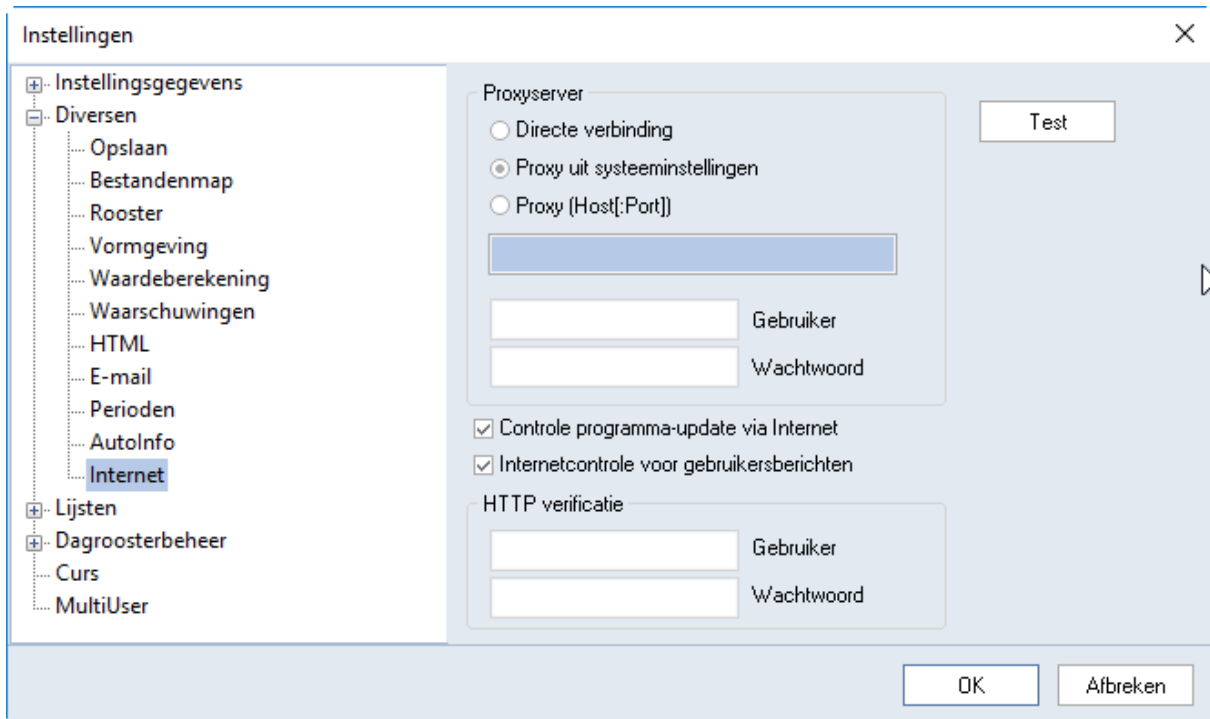 Instellingen
Instellingsgegevens
Diversen
Opslaan
Bestandenmap
Rooster
Vormgeving
Waardeberekening
Waarschuwingen
HTML
E-mail
Perioden
AutoInfo
Internet
Lijsten
Dagroosterbeheer
Curs
MultiUser
Proxyserver
Directe verbinding
Proxy uit systeeminstellingen
Proxy (Host[:Port])
Gebruiker
Wachtwoord
Controle programma-update via Internet
Internetcontrole voor gebruikersberichten
HTTP verificatie
Gebruiker
Wachtwoord
Test
OK
Afbreken